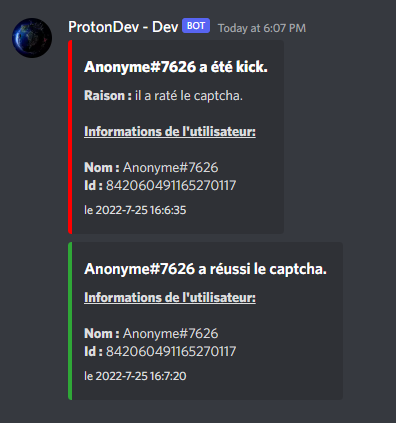 ProtonDev - Dev BOT Today at 6:07 PM
Anonyme#7626 a été kick.
Raison : il a raté le captcha.
Informations de l'utilisateur:
Nom : Anonyme#7626
Id : 842060491165270117
le 2022-7-25 16:6:35
Anonyme#7626 a réussi le captcha.
Informations de l'utilisateur:
Nom : Anonyme#7626
Id : 842060491165270117
le 2022-7-25 16:7:20